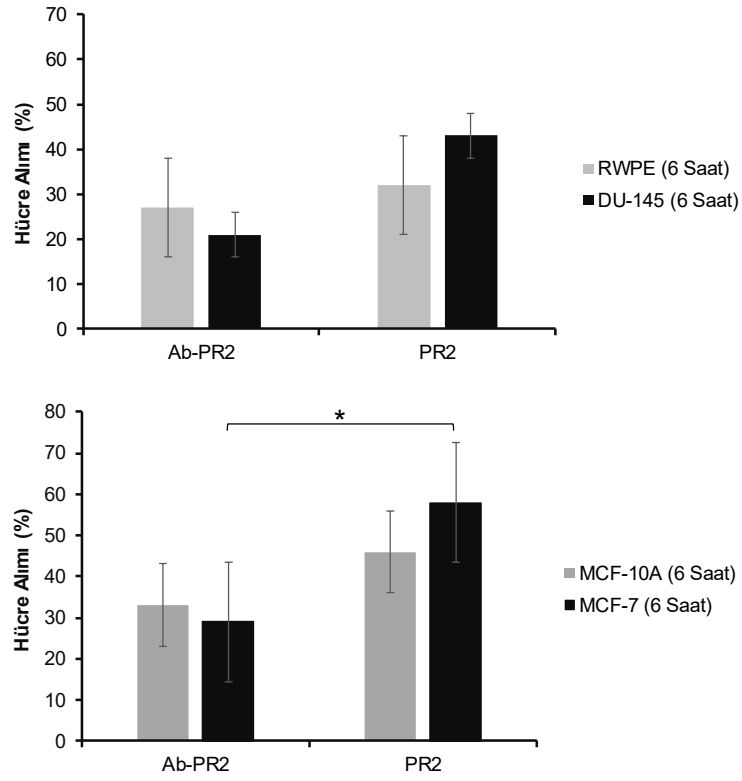 70
60
50
40
30
20
10
0
Hücre Alımı (%)
Ab-PR2
PR2
RWPE (6 Saat)
DU-145 (6 Saat)
80
70
60
50
40
30
20
10
0
Hücre Alımı (%)
*
Ab-PR2
PR2
MCF-10A (6 Saat)
MCF-7 (6 Saat)